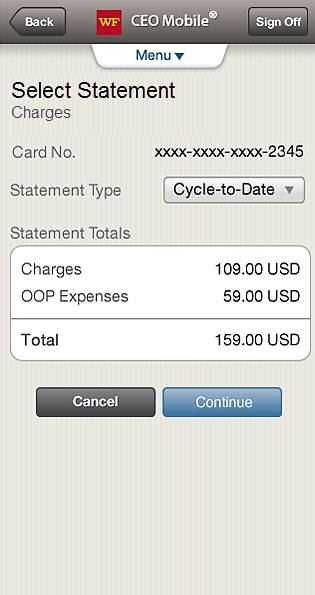 Back WF CEO Mobile® Sign Off
Menu ▼
Select Statement
Charges
Card No. xxxx-xxxx-xxxx-2345
Statement Type Cycle-to-Date ▼
Statement Totals
Charges 109.00 USD
OOP Expenses 59.00 USD
Total 159.00 USD
Cancel Continue